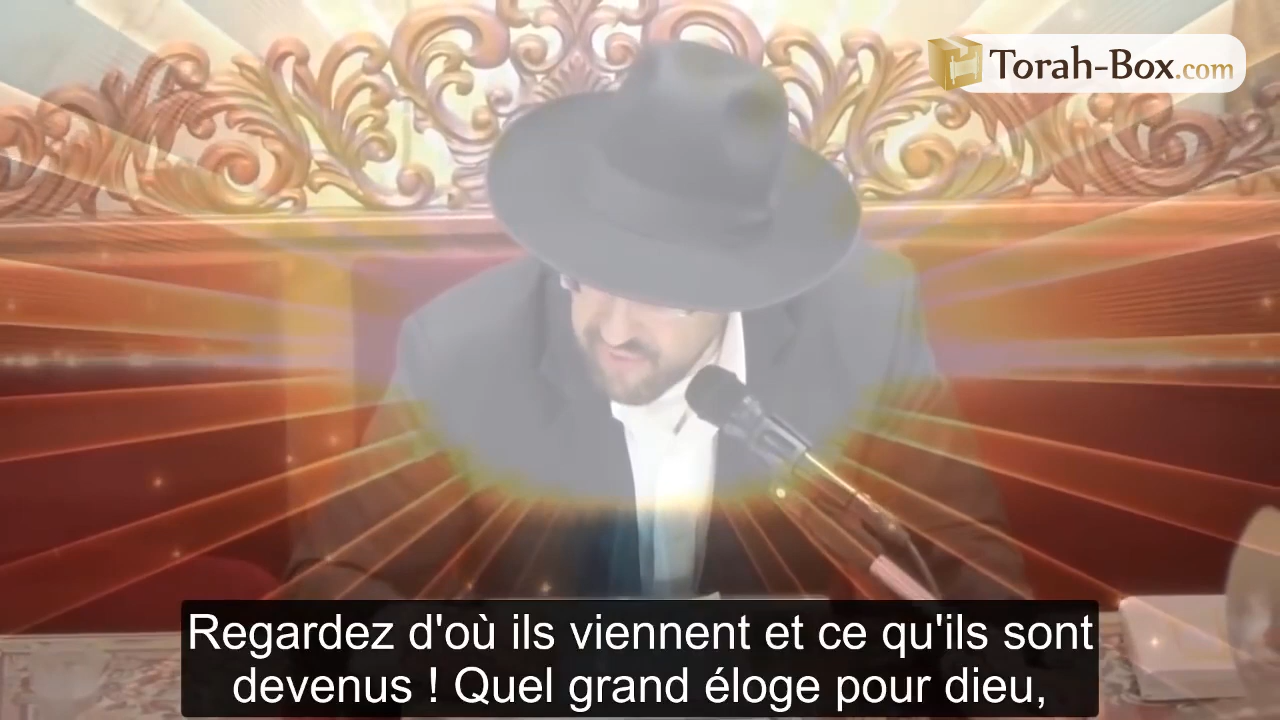 Torah-Box.com
Regardez d'où ils viennent et ce qu'ils sont
devenus ! Quel grand éloge pour dieu,